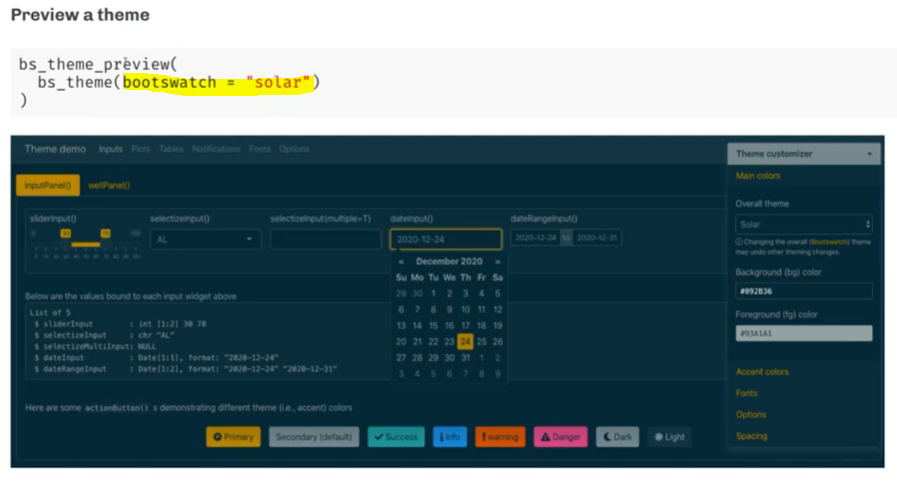 Preview a theme
bs_theme_preview(
bs_theme(bootswatch = "solar")
)
Theme demo Inputs Plots Tables Notifications Fonts Options
inputPanel() wellPanel()
sliderInput() selectizeInput() selectizeInput(multiple=T) dateInput() dateRangeInput()
30 70
AL 2020-12-24 2020-12-24 to 2020-12-31
« December 2020 »
Su Mo Tu We Th Fr Sa
29 30 1 2 3 4 5
6 7 8 9 10 11 12
13 14 15 16 17 18 19
20 21 22 23 24 25 26
27 28 29 30 31 1 2
3 4 5 6 7 8 9
Below are the values bound to each input widget above
List of 5
$ sliderInput : int [1:2] 30 70
$ selectizeInput : chr "AL"
$ selectizeMultiInput: NULL
$ dateInput : Date[1:1], format: "2020-12-24"
$ dateRangeInput : Date[1:2], format: "2020-12-24" "2020-12-31"
Here are some actionButton() s demonstrating different theme (i.e., accent) colors
Primary Secondary (default) Success Info warning Danger Dark Light
Theme customizer
Main colors
Overall theme
Solar
Changing the overall (Bootswatch) theme
may undo other theming changes.
Background (bg) color
#092B36
Foreground (fg) color
#93A1A1
Accent colors
Fonts
Options
Spacing